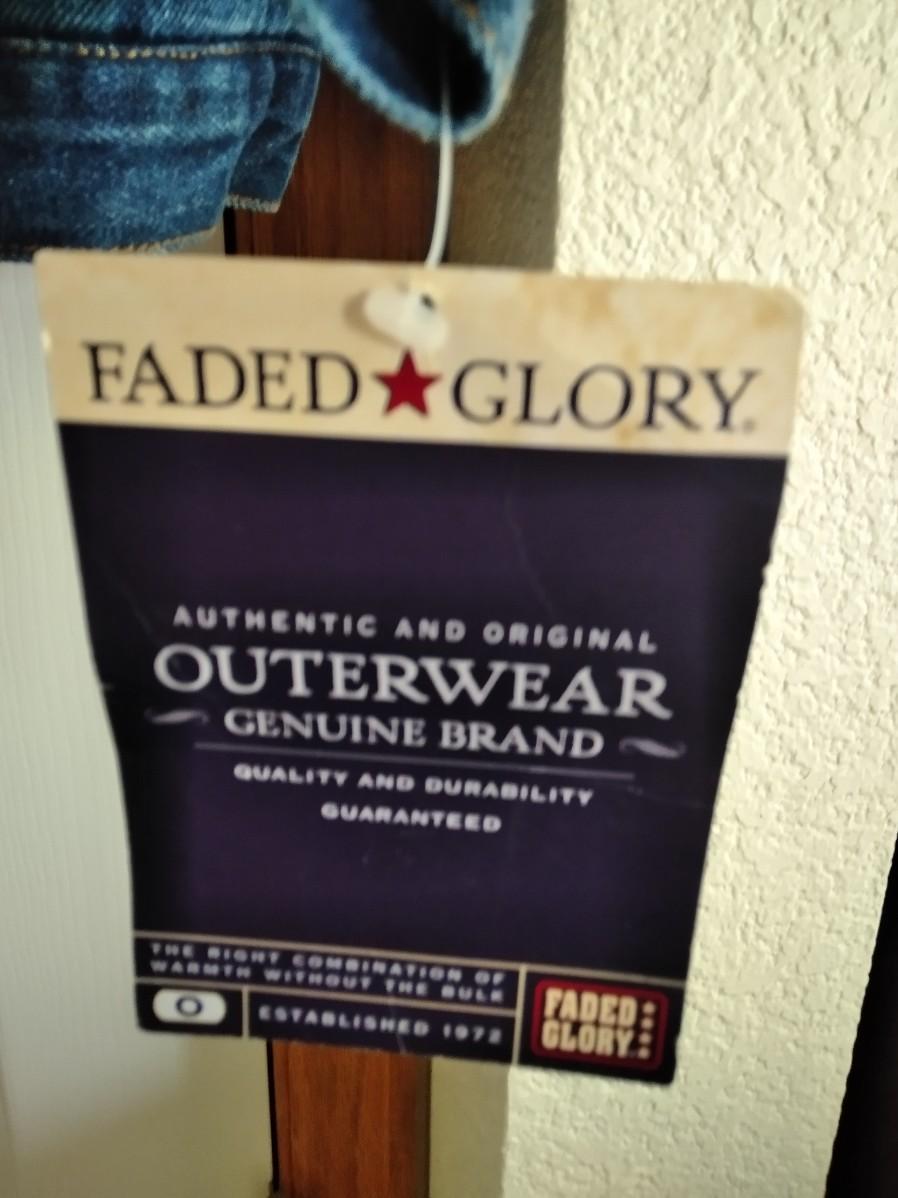 FADED GLORY®
AUTHENTIC AND ORIGINAL
OUTERWEAR
GENUINE BRAND
QUALITY AND DURABILITY
GUARANTEED
THE RIGHT COMBINATION OF
WARMTH WITHOUT THE BULK
O
ESTABLISHED 1972
FADED
GLORY